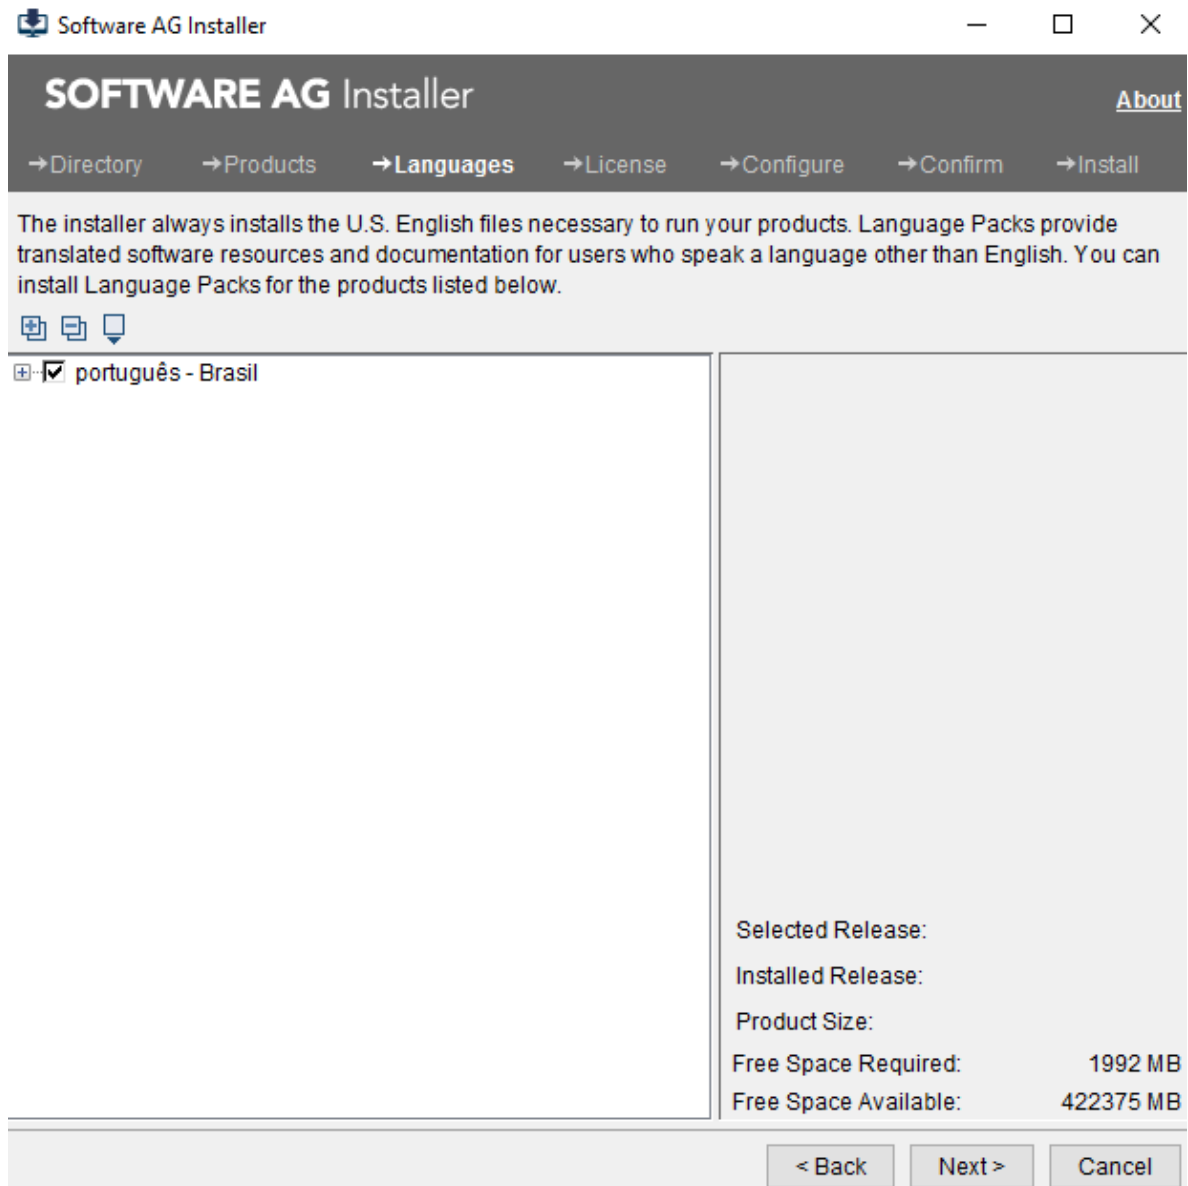 Software AG Installer
SOFTWARE AG Installer
About
→Directory →Products →Languages →License →Configure →Confirm →Install
The installer always installs the U.S. English files necessary to run your products. Language Packs provide
translated software resources and documentation for users who speak a language other than English. You can
install Language Packs for the products listed below.
português - Brasil
Selected Release:
Installed Release:
Product Size:
Free Space Required: 1992 MB
Free Space Available: 422375 MB
< Back Next > Cancel